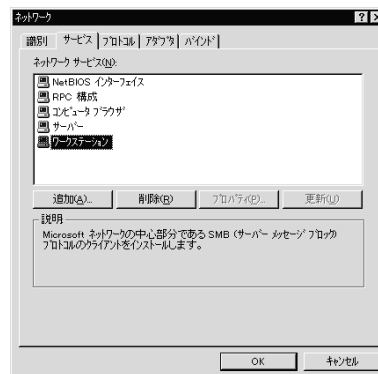 ネットワーク
識別 サービス プロトコル アダプタ バインド
ネットワーク サービス(N):
NetBIOS インターフェイス
RPC 構成
コンピュータ ブラウザ
サーバー
ワークステーション
追加(A)... 削除(R) プロパティ(P)... 更新(U)
説明
Microsoft ネットワークの中心部分である SMB (サーバー メッセージ ブロック)
プロトコルのクライアントをインストールします。
OK キャンセル